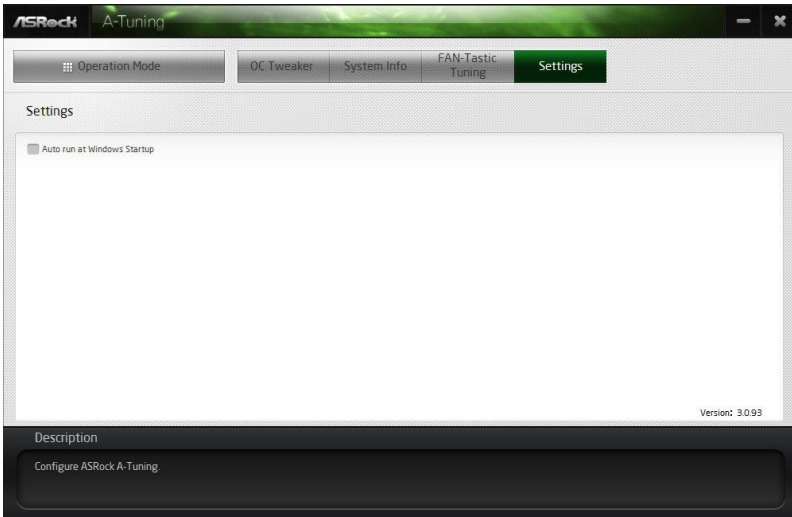 ASRock A-Tuning
Operation Mode
OC Tweaker
System Info
FAN-Tastic
Tuning
Settings
Settings
Auto run at Windows Startup
Version: 3.0.93
Description
Configure ASRock A-Tuning.